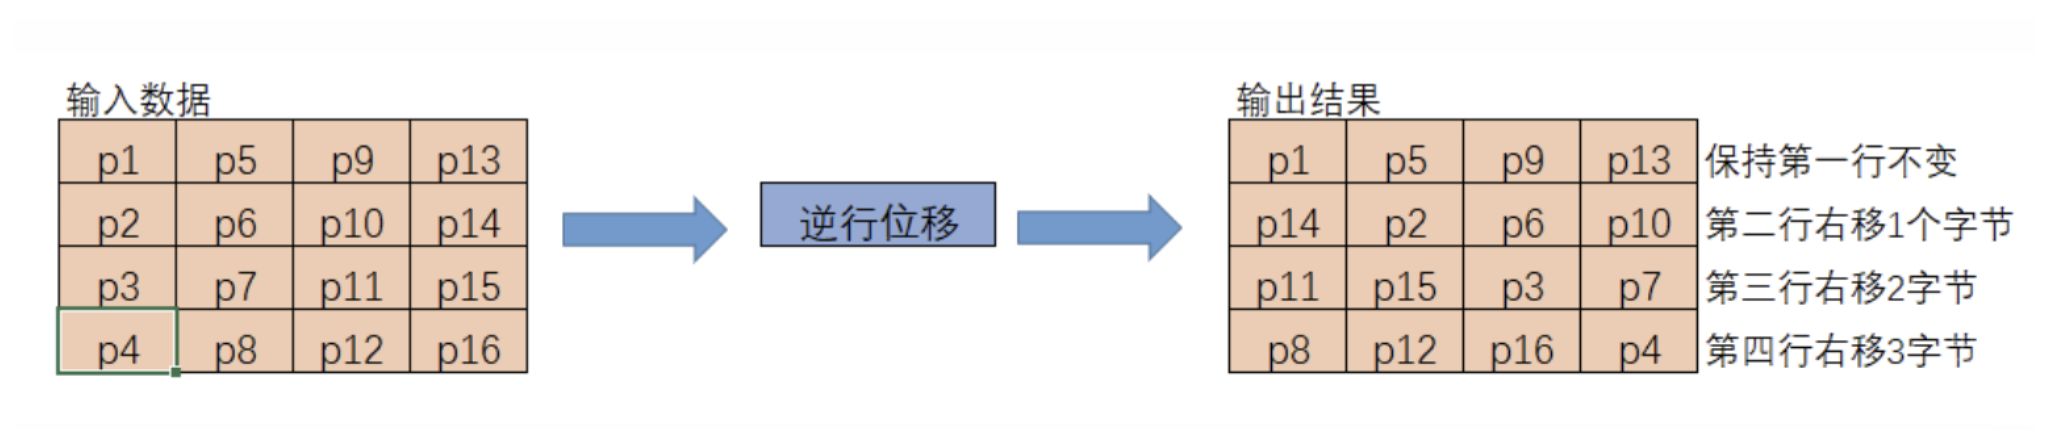 输入数据
p1 p5 p9 p13
p2 p6 p10 p14
p3 p7 p11 p15
p4 p8 p12 p16
逆行位移
输出结果
p1 p5 p9 p13 保持第一行不变
p14 p2 p6 p10 第二行右移1个字节
p11 p15 p3 p7 第三行右移2字节
p8 p12 p16 p4 第四行右移3字节